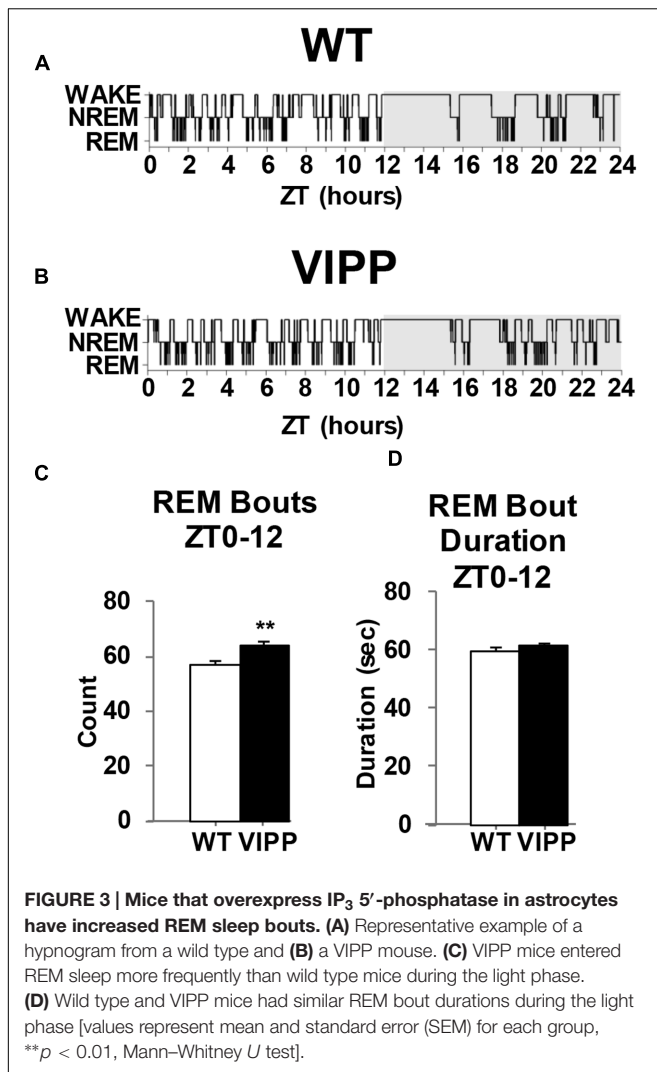 WT
A
WAKE
NREM
REM
0 2 4 6 8 10 12 14 16 18 20 22 24
ZT (hours)
VIPP
B
WAKE
NREM
REM
0 2 4 6 8 10 12 14 16 18 20 22 24
ZT (hours)
C
REM Bouts
ZT0-12
80
60
40
20
0
Count
**
WT VIPP
D
REM Bout
Duration
ZT0-12
80
60
40
20
0
Duration (sec)
WT VIPP
FIGURE 3 | Mice that overexpress IP₃ 5′-phosphatase in astrocytes
have increased REM sleep bouts. (A) Representative example of a
hypnogram from a wild type and (B) a VIPP mouse. (C) VIPP mice entered
REM sleep more frequently than wild type mice during the light phase.
(D) Wild type and VIPP mice had similar REM bout durations during the light
phase [values represent mean and standard error (SEM) for each group,
**p < 0.01, Mann–Whitney U test].